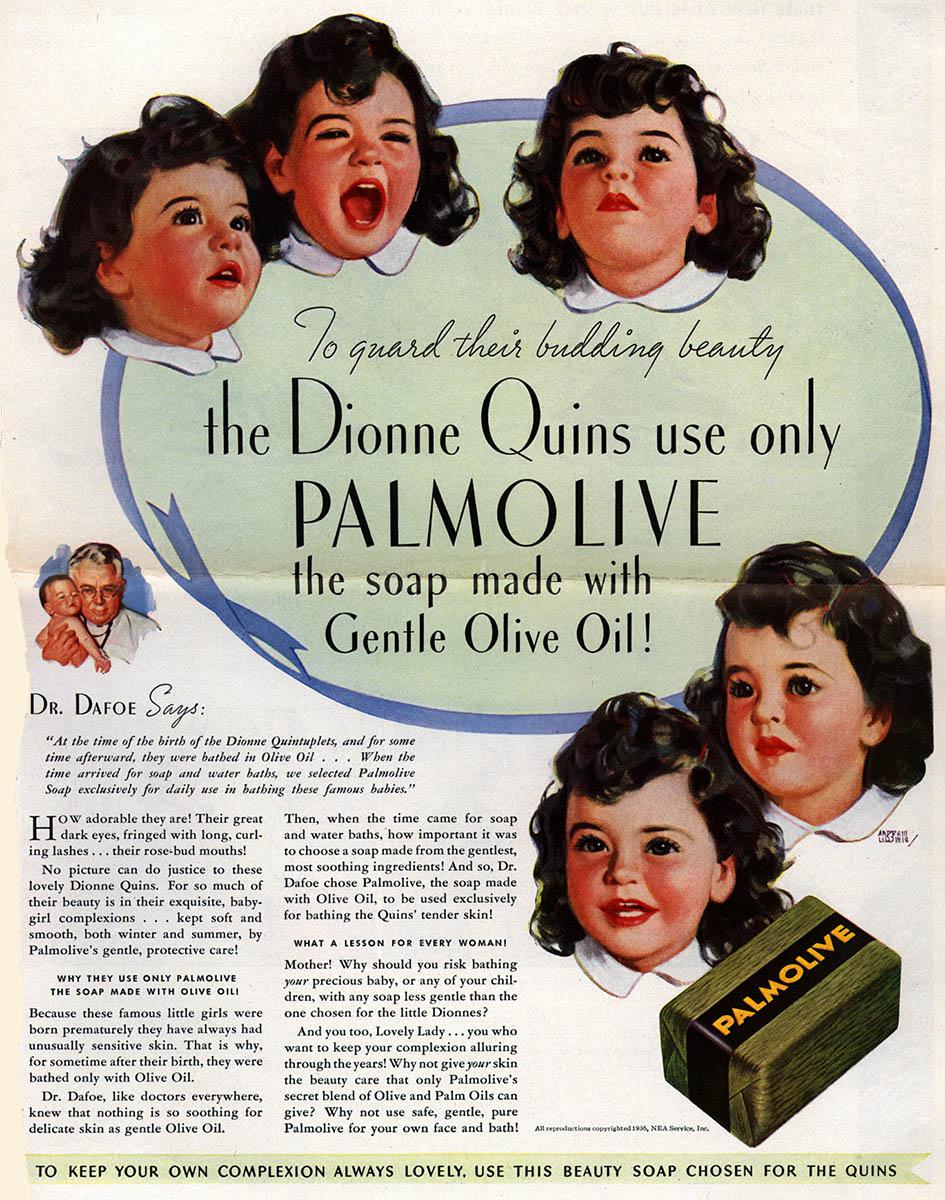 To guard their budding beauty
the Dionne Quins use only
PALMOLIVE
the soap made with
Gentle Olive Oil!
DR. DAFOE Says:
"At the time of the birth of the Dionne Quintuplets, and for some
time afterward, they were bathed in Olive Oil . . . When the
time arrived for soap and water baths, we selected Palmolive
Soap exclusively for daily use in bathing these famous babies."
HOW adorable they are! Their great
dark eyes, fringed with long, curl-
ing lashes . . . their rose-bud mouths!
No picture can do justice to these
lovely Dionne Quins. For so much of
their beauty is in their exquisite, baby-
girl complexions . . . kept soft and
smooth, both winter and summer, by
Palmolive's gentle, protective care!
WHY THEY USE ONLY PALMOLIVE
THE SOAP MADE WITH OLIVE OIL!
Because these famous little girls were
born prematurely they have always had
unusually sensitive skin. That is why,
for sometime after their birth, they were
bathed only with Olive Oil.
Dr. Dafoe, like doctors everywhere,
knew that nothing is so soothing for
delicate skin as gentle Olive Oil.
Then, when the time came for soap
and water baths, how important it was
to choose a soap made from the gentlest,
most soothing ingredients! And so, Dr.
Dafoe chose Palmolive, the soap made
with Olive Oil, to be used exclusively
for bathing the Quins' tender skin!
WHAT A LESSON FOR EVERY WOMAN!
Mother! Why should you risk bathing
your precious baby, or any of your chil-
dren, with any soap less gentle than the
one chosen for the little Dionnes?
And you too, Lovely Lady . . . you who
want to keep your complexion alluring
through the years! Why not give your skin
the beauty care that only Palmolive's
secret blend of Olive and Palm Oils can
give? Why not use safe, gentle, pure
Palmolive for your own face and bath!
PALMOLIVE
All reproductions copyrighted 1936, NEA Service, Inc.
TO KEEP YOUR OWN COMPLEXION ALWAYS LOVELY, USE THIS BEAUTY SOAP CHOSEN FOR THE QUINS